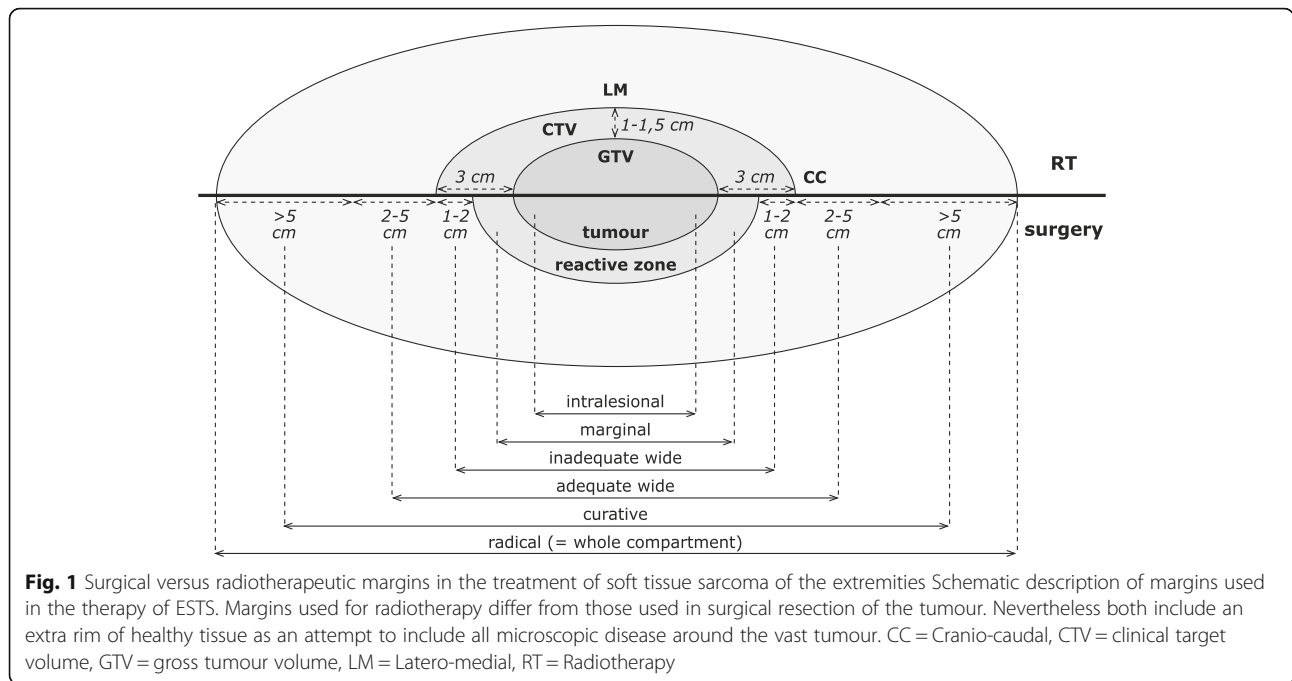 LM
1-1,5 cm
CTV
GTV
3 cm
3 cm
CC
RT
>5 cm
2-5 cm
1-2 cm
tumour
1-2 cm
2-5 cm
>5 cm
surgery
reactive zone
intralesional
marginal
inadequate wide
adequate wide
curative
radical (= whole compartment)
Fig. 1 Surgical versus radiotherapeutic margins in the treatment of soft tissue sarcoma of the extremities Schematic description of margins used
in the therapy of ESTS. Margins used for radiotherapy differ from those used in surgical resection of the tumour. Nevertheless both include an
extra rim of healthy tissue as an attempt to include all microscopic disease around the vast tumour. CC = Cranio-caudal, CTV = clinical target
volume, GTV = gross tumour volume, LM = Latero-medial, RT = Radiotherapy